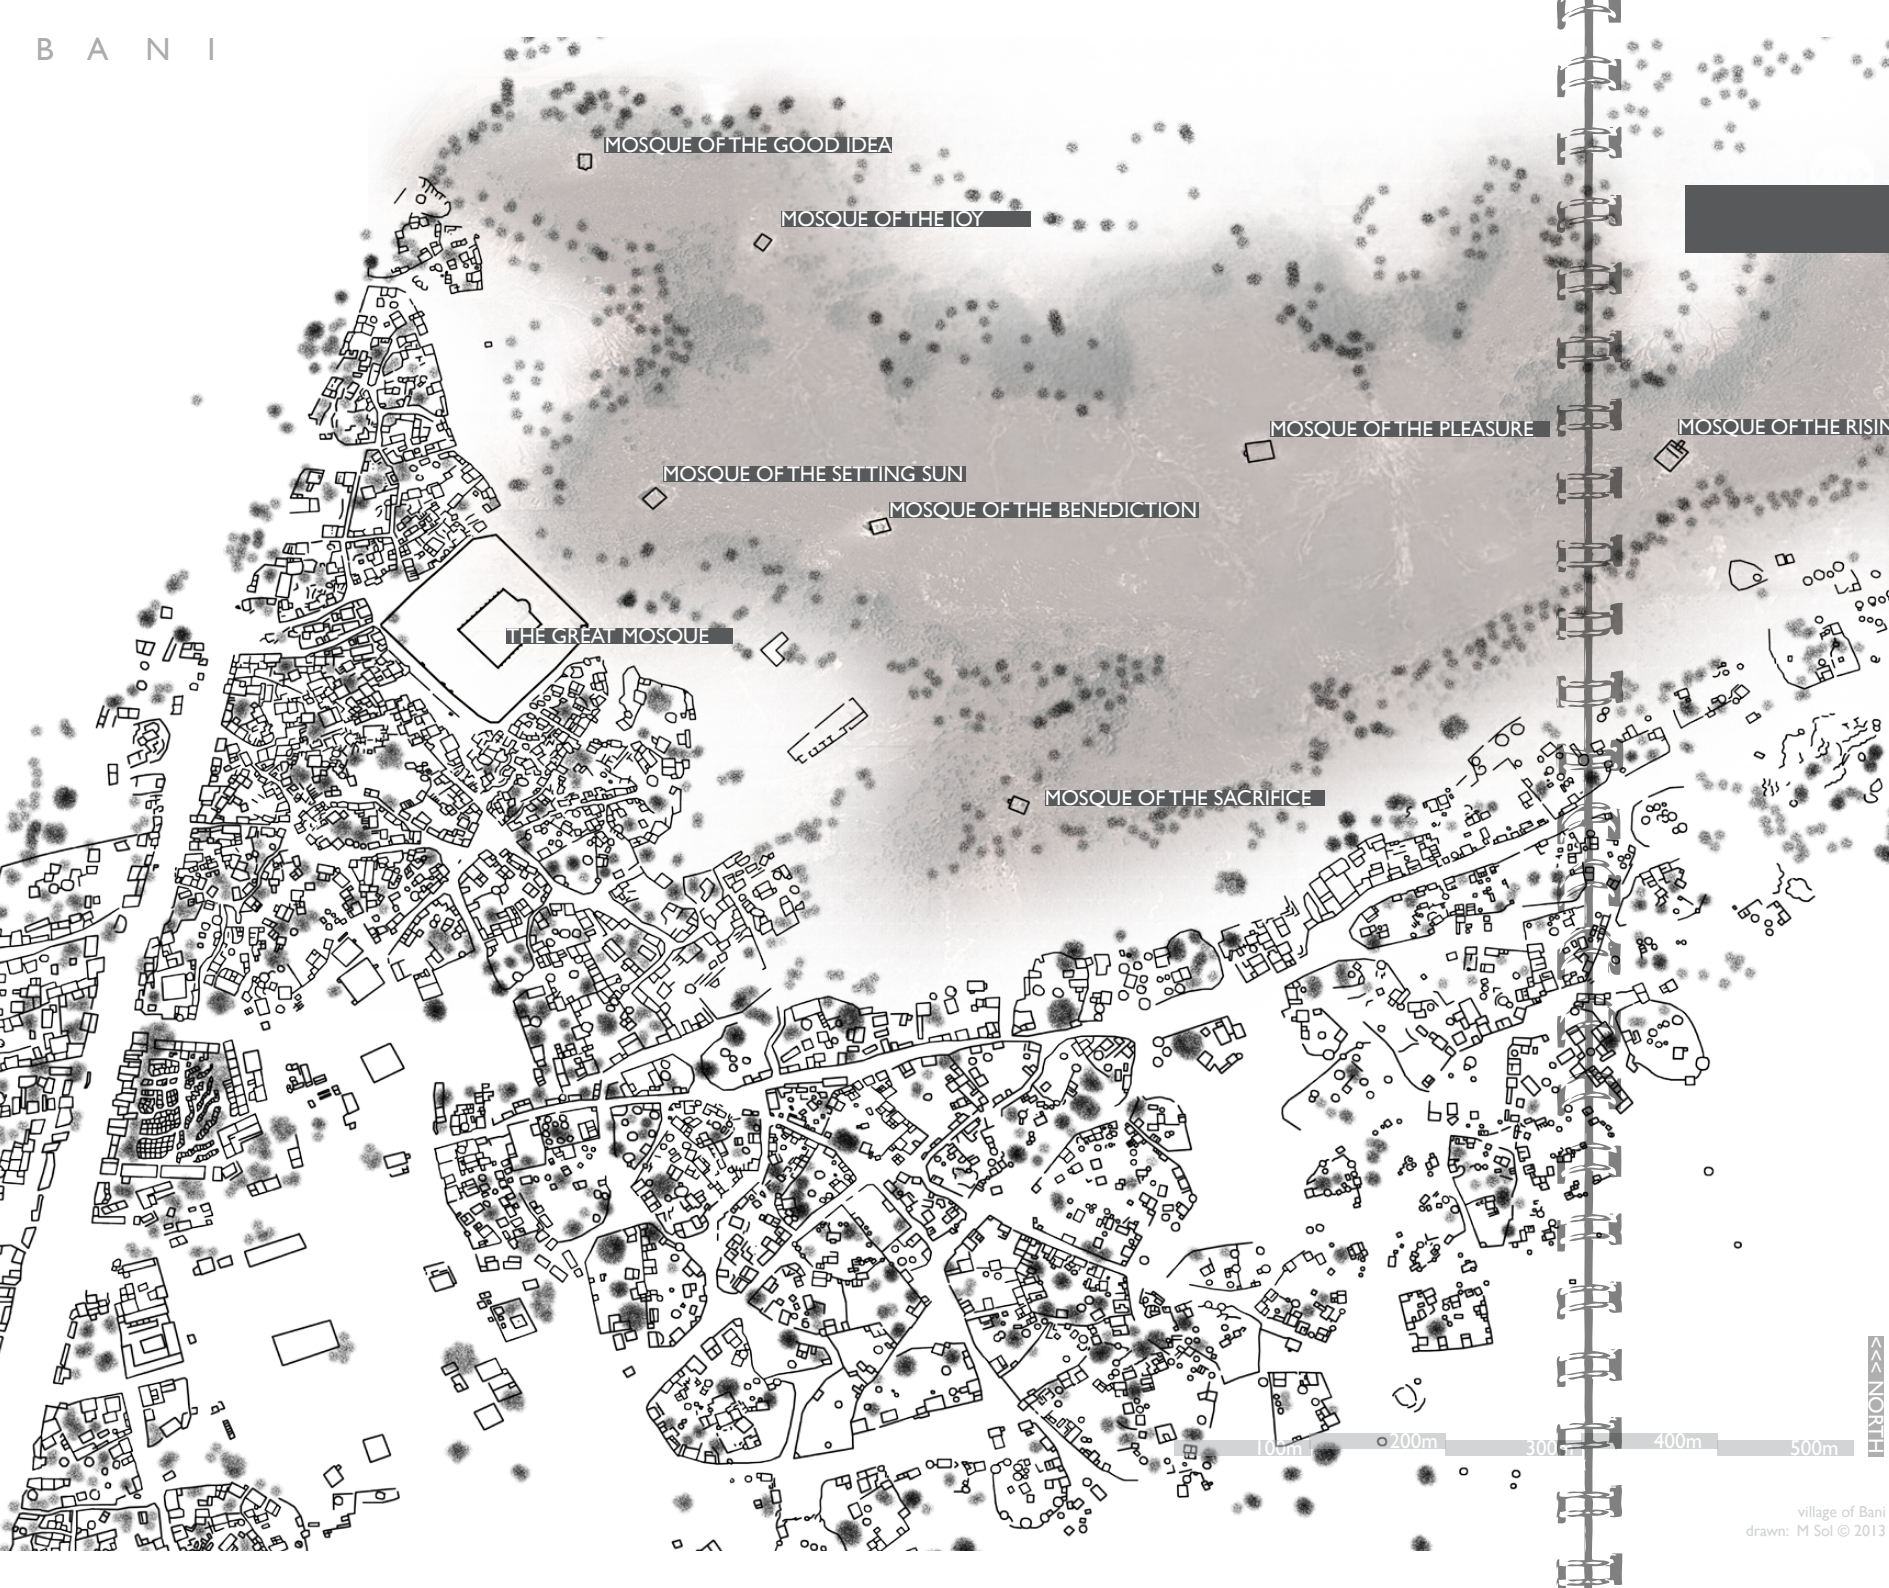 BANI
MOSQUE OF THE GOOD IDEA
MOSQUE OF THE JOY
MOSQUE OF THE PLEASURE
MOSQUE OF THE RISIN
MOSQUE OF THE SETTING SUN
MOSQUE OF THE BENEDICTION
THE GREAT MOSQUE
MOSQUE OF THE SACRIFICE
<<< NORTH
100m 200m 300m 400m 500m
village of Bani
drawn: M Sol © 2013